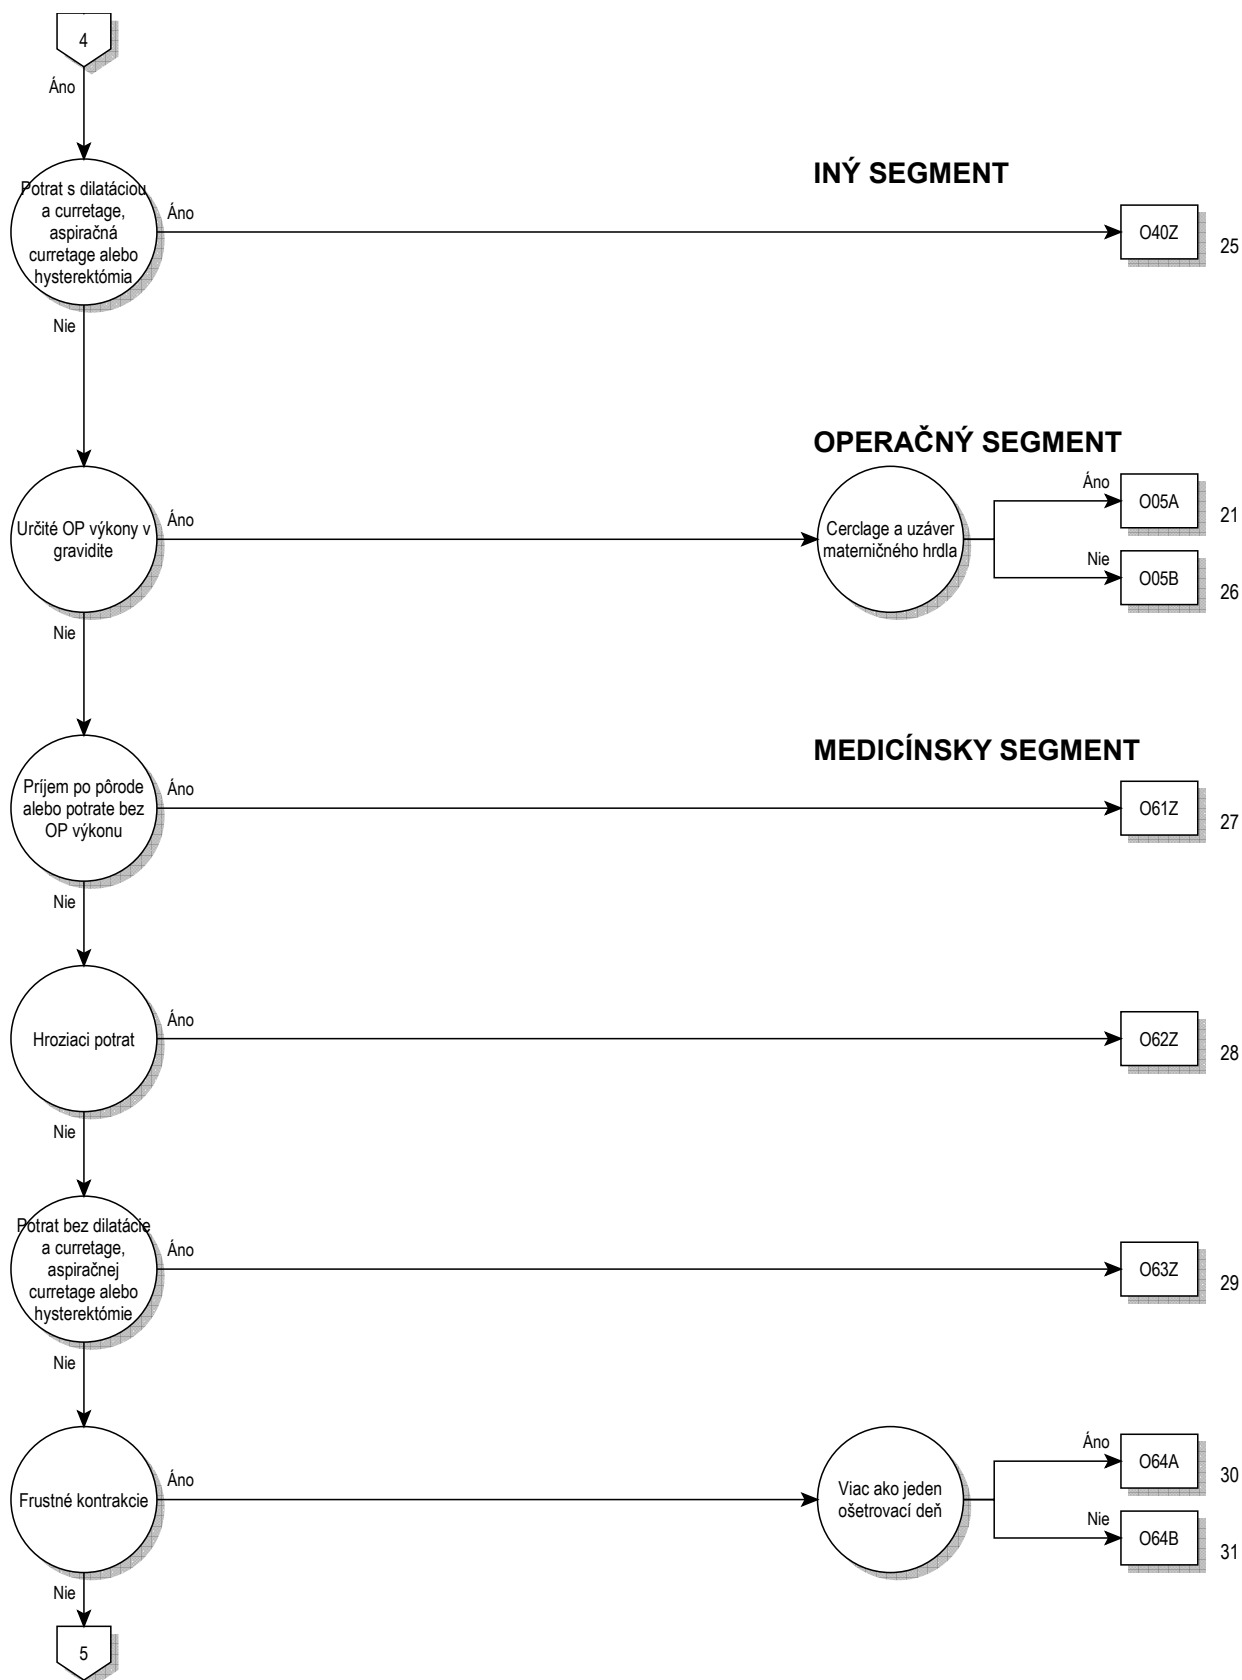 4
Áno
INÝ SEGMENT
Potrat s dilatáciou
a curretage,
aspiračná
curretage alebo
hysterektómia
Áno
O40Z
25
Nie
OPERAČNÝ SEGMENT
Určité OP výkony v
gravidite
Áno
Cerclage a uzáver
materničného hrdla
Áno
O05A
21
Nie
O05B
26
Nie
MEDICÍNSKY SEGMENT
Príjem po pôrode
alebo potrate bez
OP výkonu
Áno
O61Z
27
Nie
Hroziaci potrat
Áno
O62Z
28
Nie
Potrat bez dilatácie
a curretage,
aspiračnej
curretage alebo
hysterektómie
Áno
O63Z
29
Nie
Frustné kontrakcie
Áno
Viac ako jeden
ošetrovací deň
Áno
O64A
30
Nie
O64B
31
Nie
5